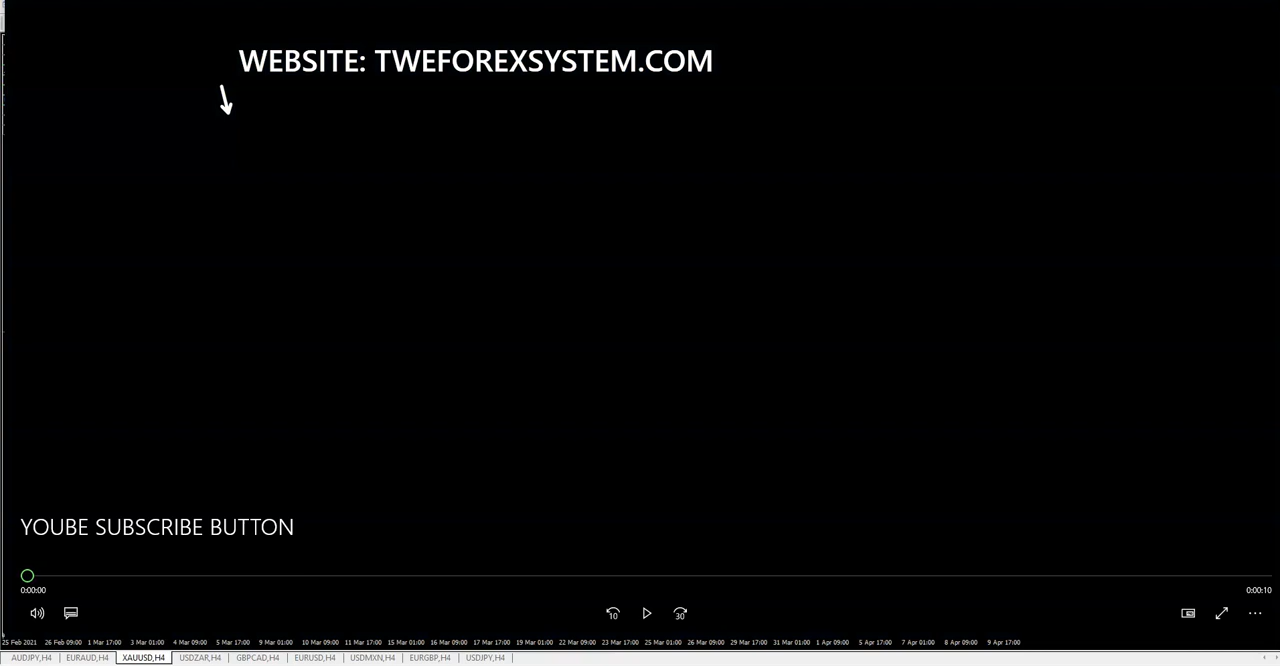 WEBSITE: TWEFOREXSYSTEM.COM
YOUBE SUBSCRIBE BUTTON
0:00:00 0:00:10
10 30
25 Feb 2021 26 Feb 09:00 1 Mar 17:00 3 Mar 01:00 4 Mar 09:00 5 Mar 17:00 9 Mar 01:00 10 Mar 09:00 11 Mar 17:00 15 Mar 01:00 16 Mar 09:00 17 Mar 17:00 19 Mar 01:00 22 Mar 09:00 23 Mar 17:00 25 Mar 01:00 26 Mar 09:00 29 Mar 17:00 31 Mar 01:00 1 Apr 09:00 5 Apr 17:00 7 Apr 01:00 8 Apr 09:00 9 Apr 17:00
AUDJPY,H4 EURAUD,H4 XAUUSD,H4 USDZAR,H4 GBPCAD,H4 EURUSD,H4 USDMXN,H4 EURGBP,H4 USDJPY,H4